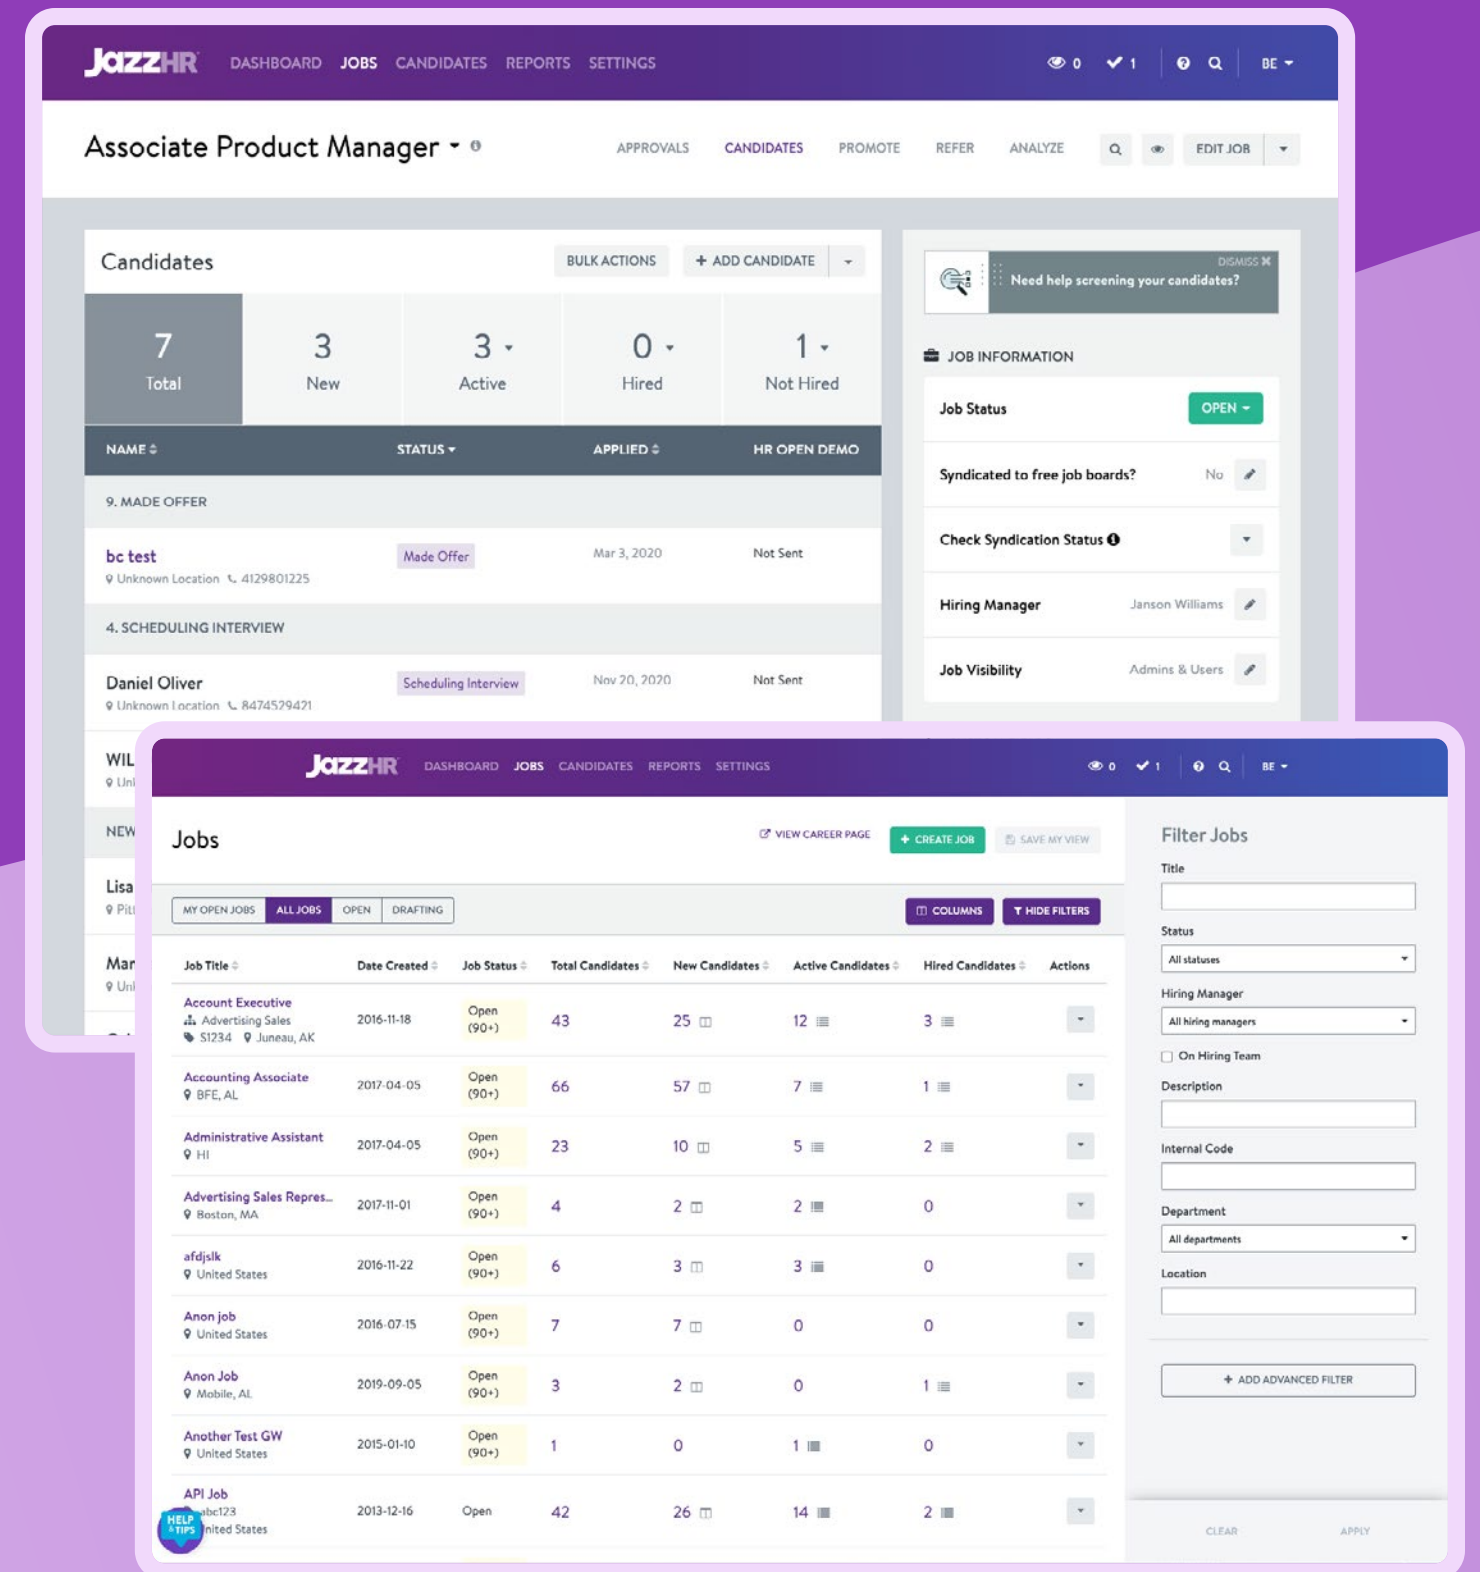 JazzHR DASHBOARD JOBS CANDIDATES REPORTS SETTINGS 0 1 BE
Associate Product Manager APPROVALS CANDIDATES PROMOTE REFER ANALYZE EDIT JOB
Candidates BULK ACTIONS + ADD CANDIDATE
7 3 3 0 1
Total New Active Hired Not Hired
NAME STATUS APPLIED HR OPEN DEMO
9. MADE OFFER
bc test Made Offer Mar 3, 2020 Not Sent
Unknown Location 4129801225
4. SCHEDULING INTERVIEW
Daniel Oliver Scheduling Interview Nov 20, 2020 Not Sent
Unknown Location 8474529421
WIL
NEW
Lisa
DISMISS ✖
Need help screening your candidates?
JOB INFORMATION
Job Status OPEN
Syndicated to free job boards? No
Check Syndication Status
Hiring Manager Janson Williams
Job Visibility Admins & Users
JazzHR DASHBOARD JOBS CANDIDATES REPORTS SETTINGS 0 1 BE
Jobs VIEW CAREER PAGE + CREATE JOB SAVE MY VIEW
MY OPEN JOBS ALL JOBS OPEN DRAFTING COLUMNS HIDE FILTERS
Job Title Date Created Job Status Total Candidates New Candidates Active Candidates Hired Candidates Actions
Account Executive
Advertising Sales 2016-11-18 Open (90+) 43 25 12 3
S1234 Juneau, AK
Accounting Associate 2017-04-05 Open (90+) 66 57 7 1
BFE, AL
Administrative Assistant 2017-04-05 Open (90+) 23 10 5 2
HI
Advertising Sales Repres... 2017-11-01 Open (90+) 4 2 2 0
Boston, MA
afdjslk 2016-11-22 Open (90+) 6 3 3 0
United States
Anon job 2016-07-15 Open (90+) 7 7 0 0
United States
Anon Job 2019-09-05 Open (90+) 3 2 0 1
Mobile, AL
Another Test GW 2015-01-10 Open (90+) 1 0 1 0
United States
API Job
abc123 2013-12-16 Open 42 26 14 2
nited States
HELP
& TIPS
Filter Jobs
Title
Status
All statuses
Hiring Manager
All hiring managers
On Hiring Team
Description
Internal Code
Department
All departments
Location
+ ADD ADVANCED FILTER
CLEAR APPLY